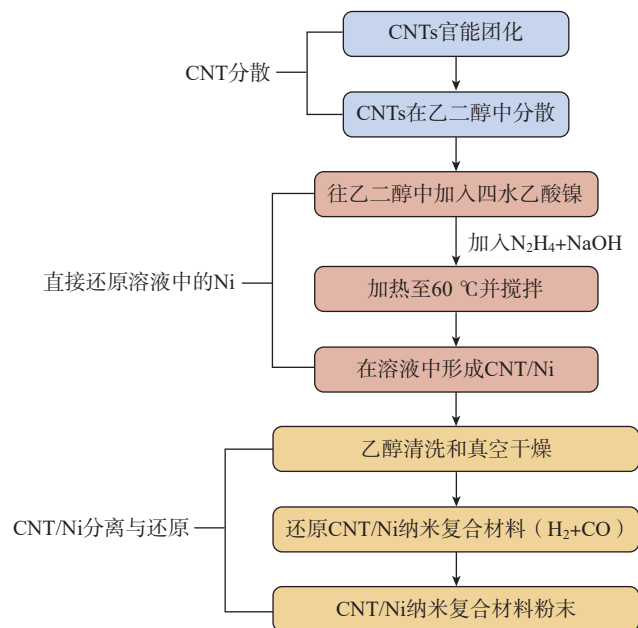 CNTs官能团化
CNT分散
CNTs在乙二醇中分散
往乙二醇中加入四水乙酸镍
加入N₂H₄+NaOH
直接还原溶液中的Ni
加热至60 ℃并搅拌
在溶液中形成CNT/Ni
乙醇清洗和真空干燥
CNT/Ni分离与还原
还原CNT/Ni纳米复合材料（H₂+CO）
CNT/Ni纳米复合材料粉末